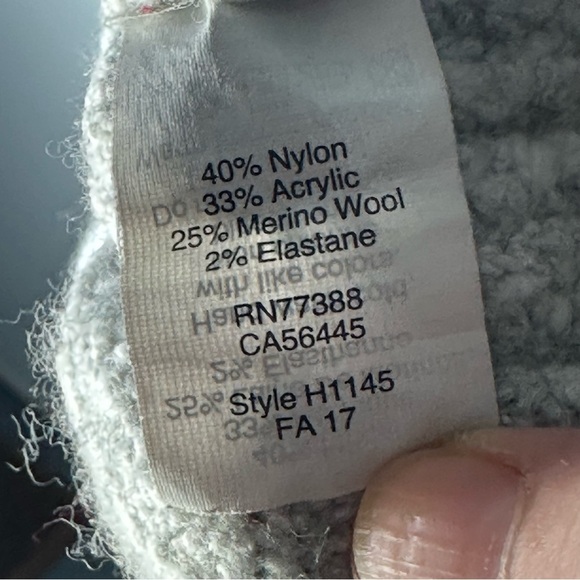 40% Nylon
33% Acrylic
25% Merino Wool
2% Elastane
RN77388
CA56445
Style H1145
FA 17